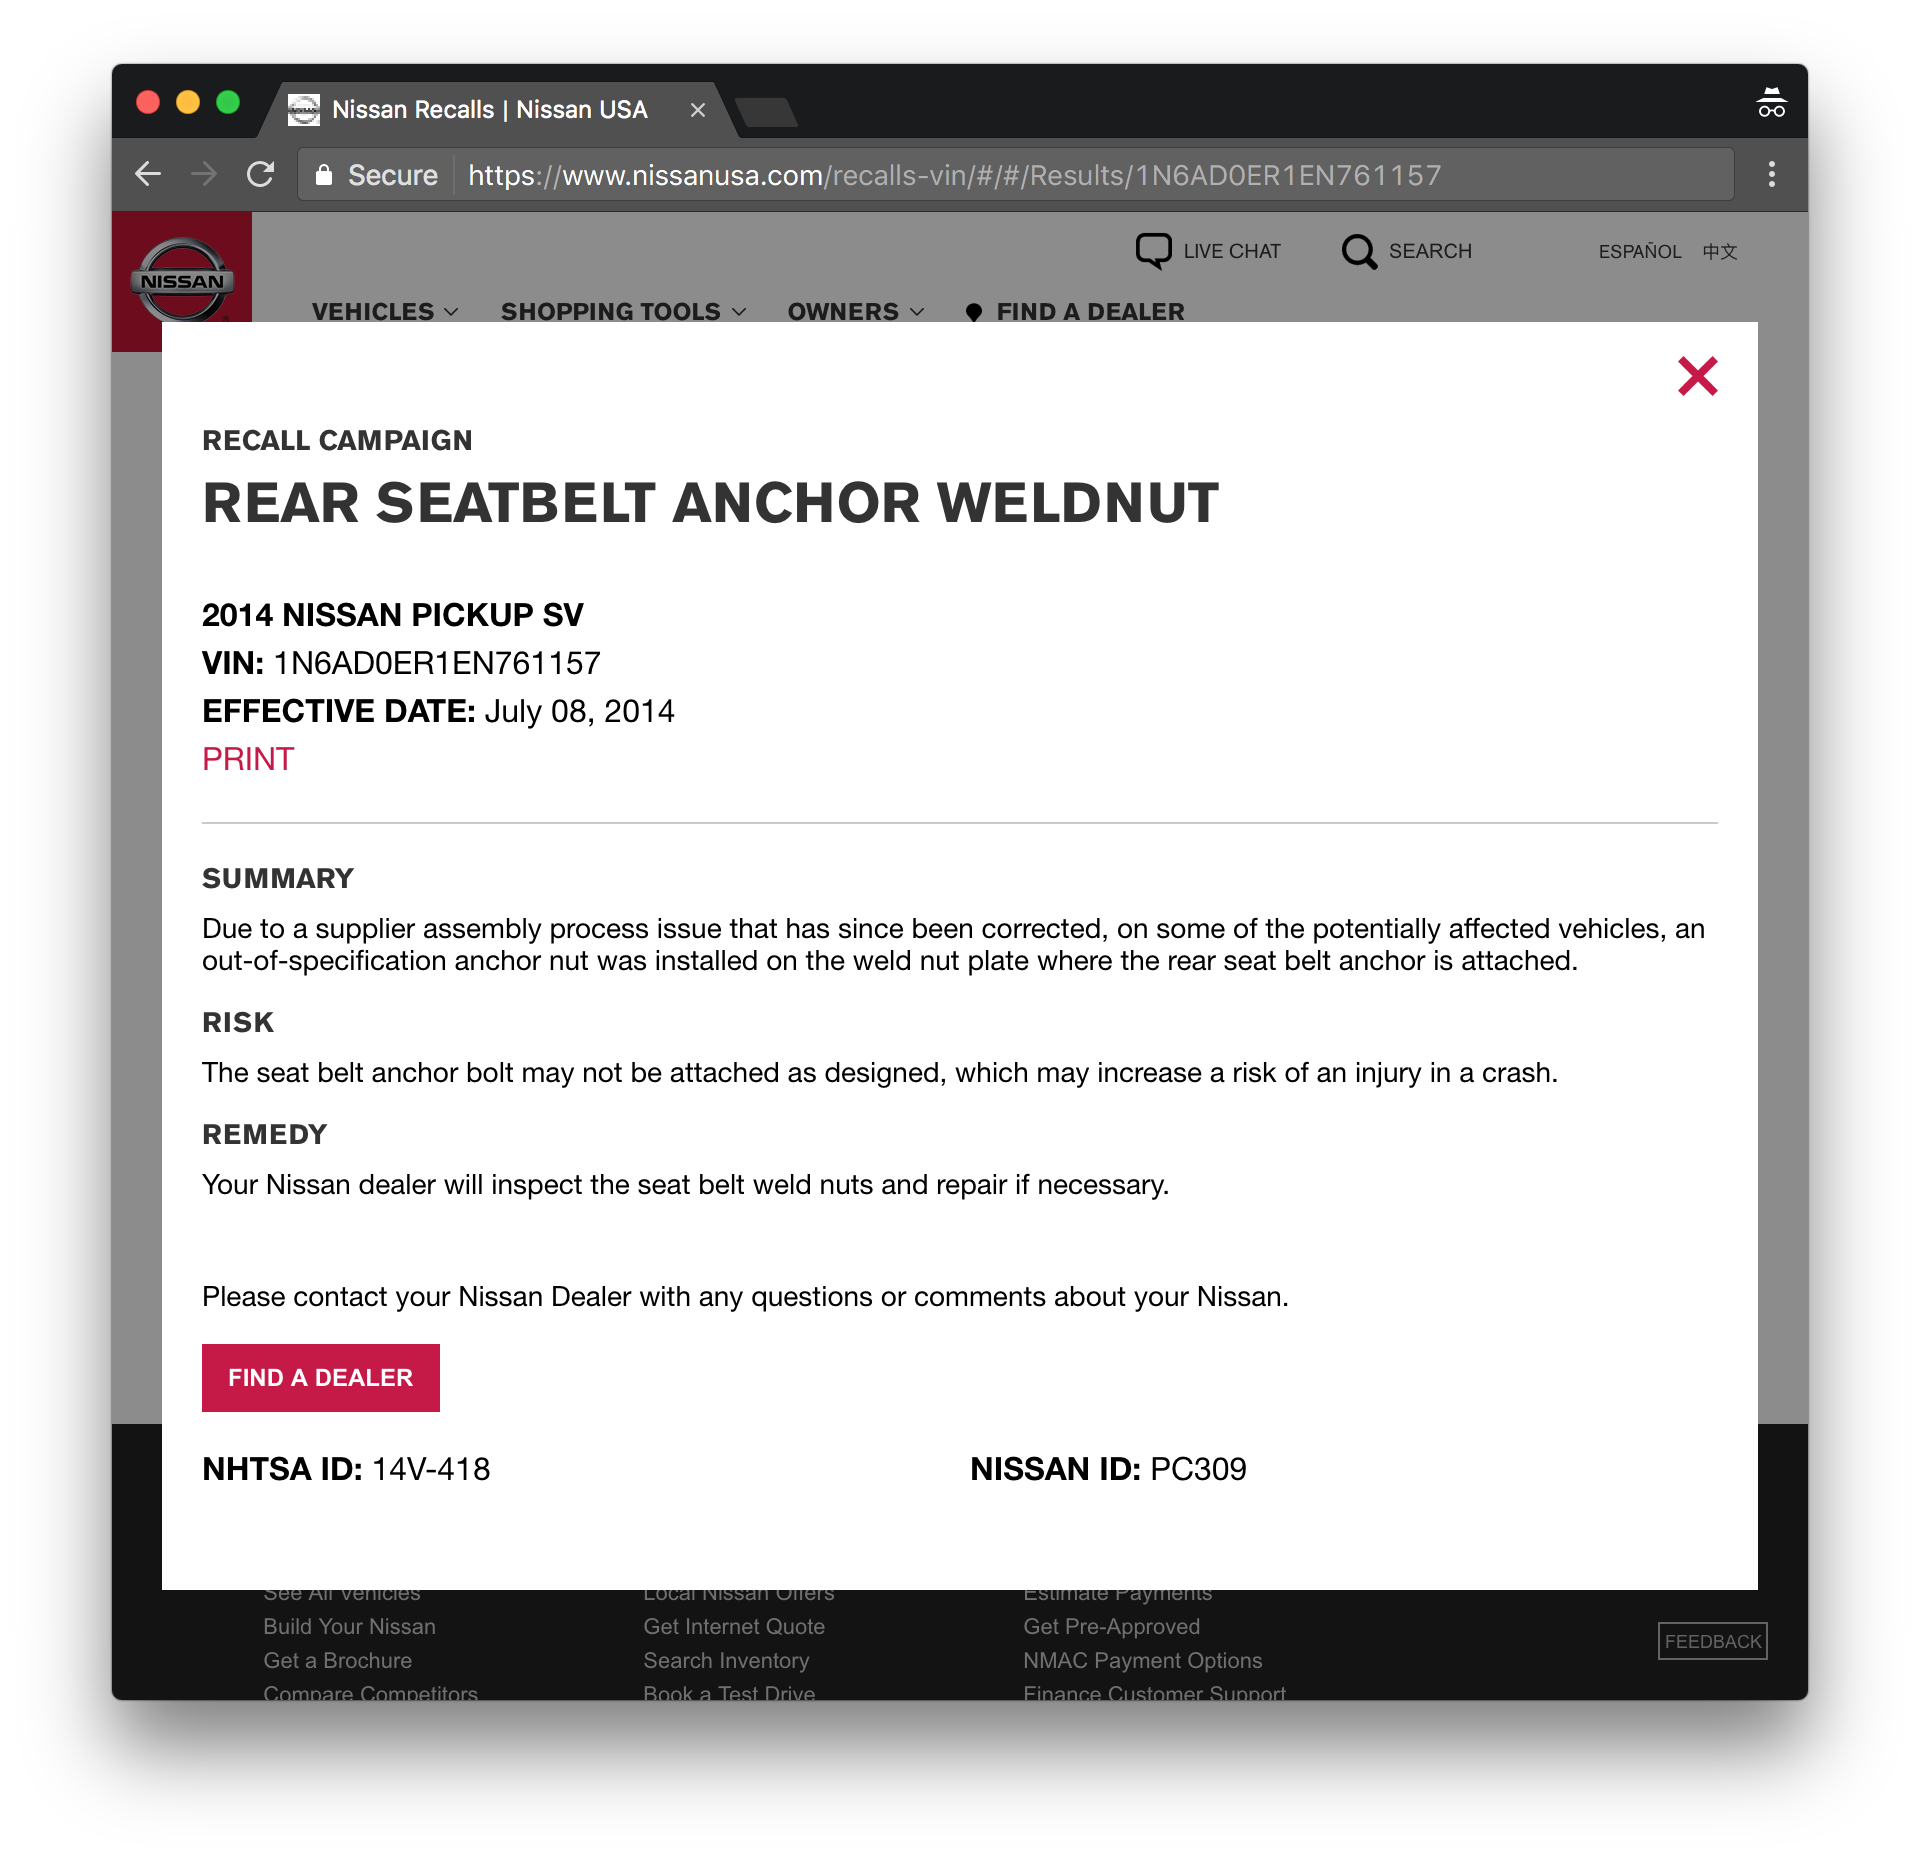 Nissan Recalls | Nissan USA
Secure https://www.nissanusa.com/recalls-vin/#/#/Results/1N6AD0ER1EN761157
NISSAN
LIVE CHAT SEARCH ESPAÑOL 中文
VEHICLES SHOPPING TOOLS OWNERS FIND A DEALER
RECALL CAMPAIGN
REAR SEATBELT ANCHOR WELDNUT
2014 NISSAN PICKUP SV
VIN: 1N6AD0ER1EN761157
EFFECTIVE DATE: July 08, 2014
PRINT
SUMMARY
Due to a supplier assembly process issue that has since been corrected, on some of the potentially affected vehicles, an
out-of-specification anchor nut was installed on the weld nut plate where the rear seat belt anchor is attached.
RISK
The seat belt anchor bolt may not be attached as designed, which may increase a risk of an injury in a crash.
REMEDY
Your Nissan dealer will inspect the seat belt weld nuts and repair if necessary.
Please contact your Nissan Dealer with any questions or comments about your Nissan.
FIND A DEALER
NHTSA ID: 14V-418 NISSAN ID: PC309
See All Vehicles Local Nissan Offers Estimate Payments
Build Your Nissan Get Internet Quote Get Pre-Approved
FEEDBACK
Get a Brochure Search Inventory NMAC Payment Options
Compare Competitors Book a Test Drive Finance Customer Support